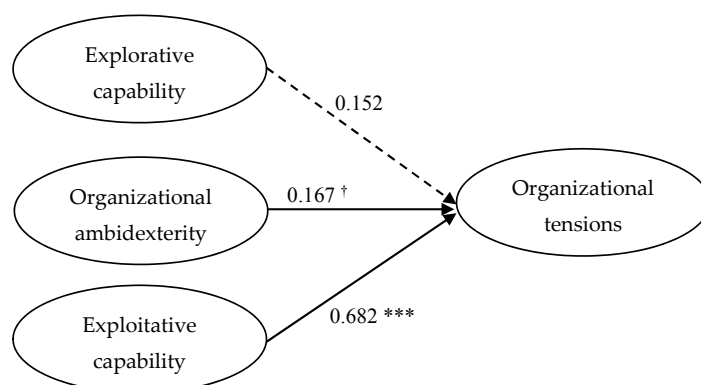 Explorative
capability
0.152
Organizational
ambidexterity
0.167 †
Organizational
tensions
0.682 ***
Exploitative
capability